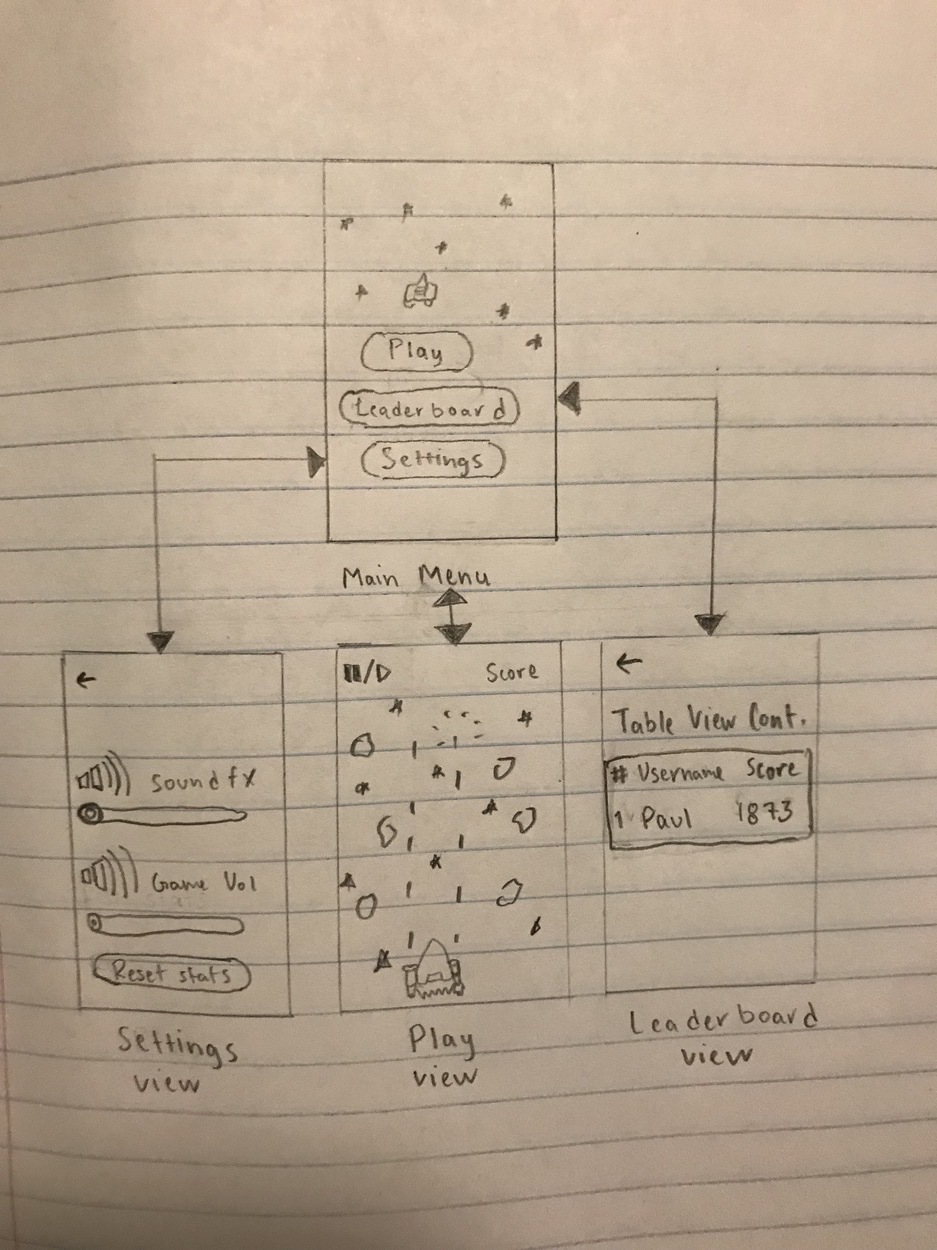 Play
Leaderboard
Settings
Main Menu
Score
Sound fx
Game Vol
Reset stats
Settings
view
Play
view
Table View Cont.
# Username Score
1 Paul 1873
Leaderboard
view